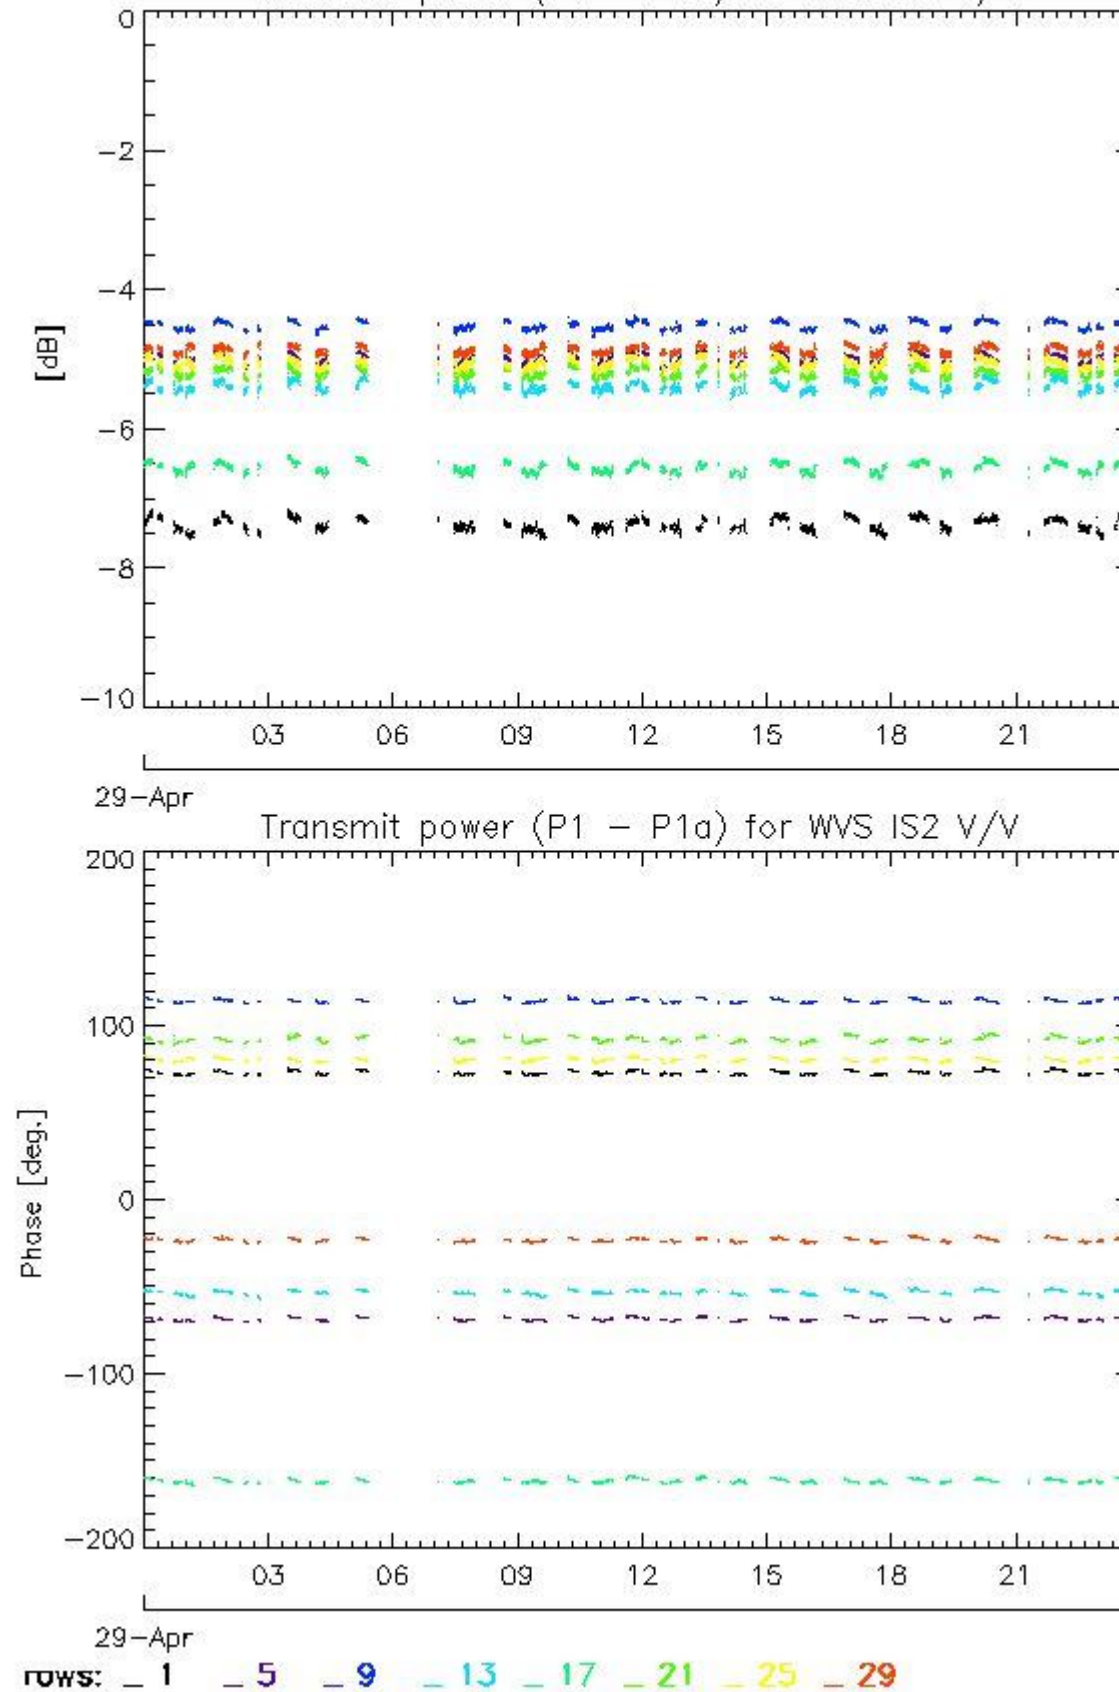 0
−2
−4
[dB]
−6
−8
−10
03 06 09 12 15 18 21
29−Apr
Transmit power (P1 − P1a) for WVS IS2 V/V
200
100
Phase [deg.]
0
−100
−200
03 06 09 12 15 18 21
29−Apr
rows: _ 1 _ 5 _ 9 _ 13 _ 17 _ 21 _ 25 _ 29